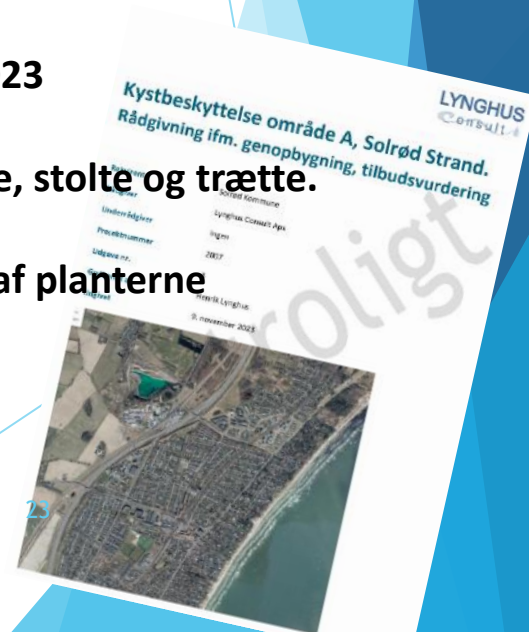 23
e, stolte og trætte.
af planterne
LYNGHUS
Consult
Kystbeskyttelse område A, Solrød Strand.
Rådgivning ifm. genopbygning, tilbudsvurdering
Solrød Kommune
Lynghus Consult Aps
Underrådgiver
Ingen
Projektnummer
2007
Udgave nr.
Henrik Lynghus
9. november 2023
23